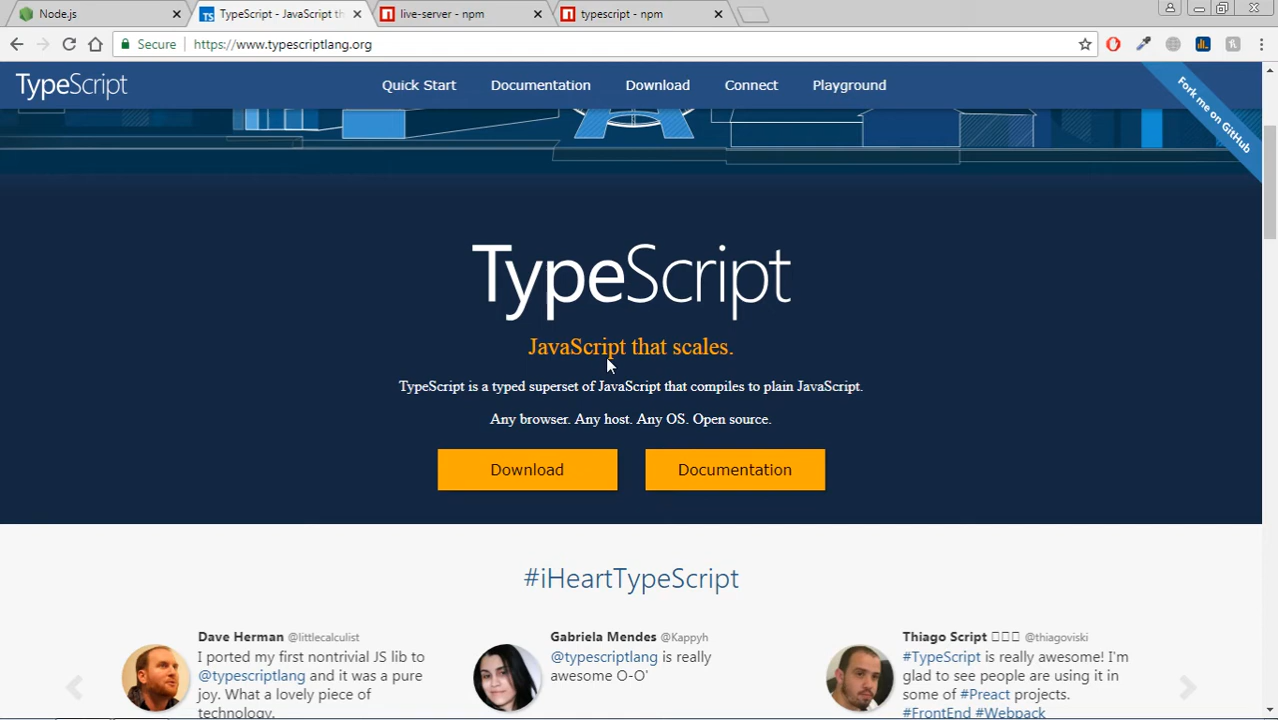 Node.js
TypeScript - JavaScript th
live-server - npm
typescript - npm
Secure
https://www.typescriptlang.org
TypeScript
Quick Start
Documentation
Download
Connect
Playground
Fork me on GitHub
TypeScript
JavaScript that scales.
TypeScript is a typed superset of JavaScript that compiles to plain JavaScript.
Any browser. Any host. Any OS. Open source.
Download
Documentation
#iHeartTypeScript
Dave Herman @littlecalculist
I ported my first nontrivial JS lib to
@typescriptlang and it was a pure
joy. What a lovely piece of
technology.
Gabriela Mendes @Kappyh
@typescriptlang is really
awesome O-O'
Thiago Script @thiagoviski
#TypeScript is really awesome! I'm
glad to see people are using it in
some of #Preact projects.
#FrontEnd #Webpack